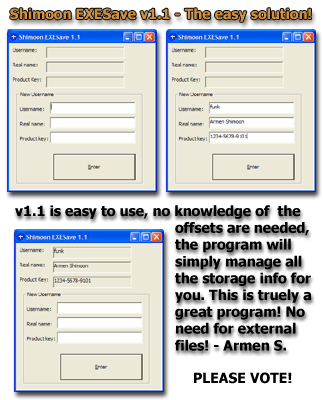 Shimoon EXESave v1.1 - The easy solution!
Shimoon EXESave 1.1
Username:
Real name:
Product Key:
New Username
Username:
Real name:
Product key:
Enter
Shimoon EXESave 1.1
Username:
Real name:
Product Key:
New Username
Username: funk
Real name: Armen Shimoon
Product key: 1234-5678-9101
Enter
v1.1 is easy to use, no knowledge of the
offsets are needed,
the program will
simply manage all
the storage info for
you. This is truely a
great program! No
need for external
files! - Armen S.
PLEASE VOTE!
Shimoon EXESave 1.1
Username: funk
Real name: Armen Shimoon
Product Key: 1234-5678-9101
New Username
Username:
Real name:
Product key:
Enter